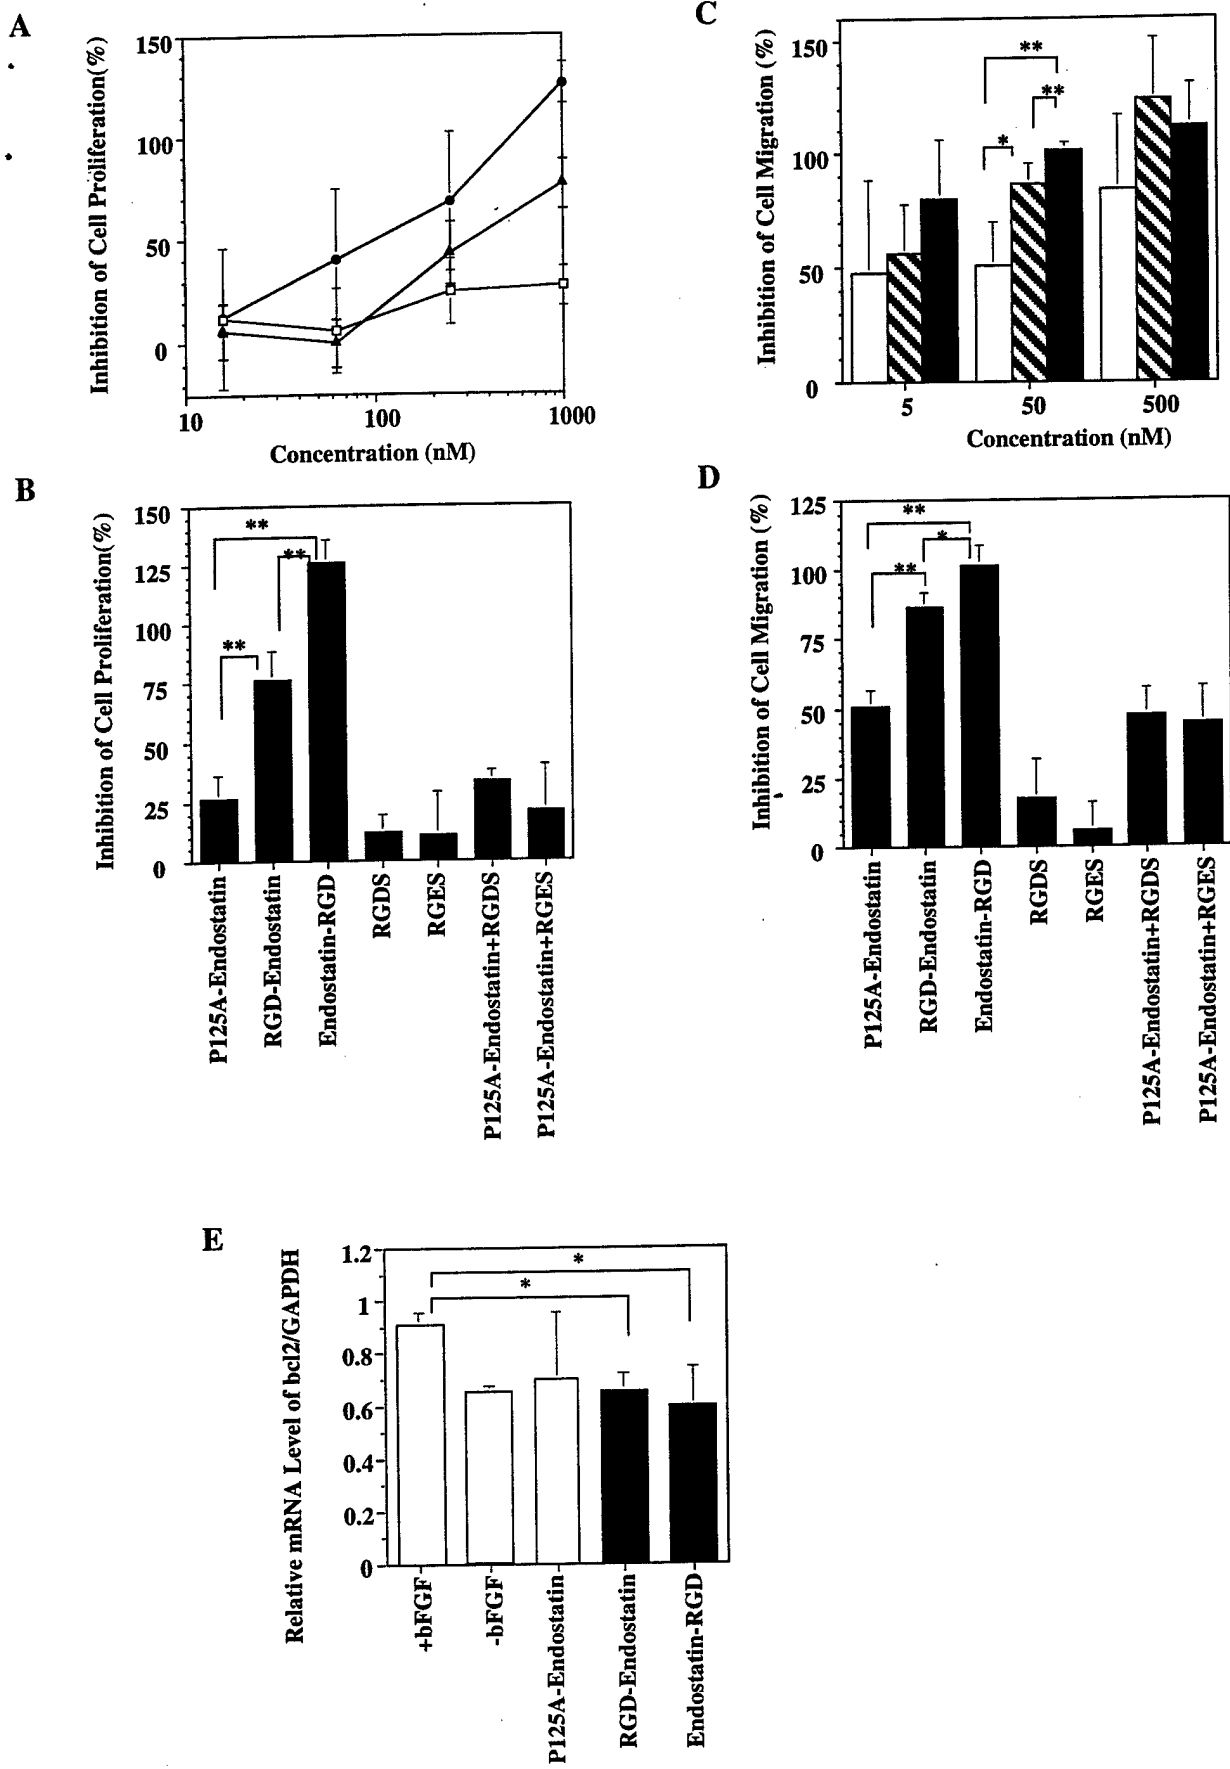 A
Inhibition of Cell Proliferation(%)
150
100
50
0
10
100
1000
Concentration (nM)
B
Inhibition of Cell Proliferation(%)
150
125
100
75
50
25
0
**
**
**
P125A-Endostatin
RGD-Endostatin
Endostatin-RGD
RGDS
RGES
P125A-Endostatin+RGDS
P125A-Endostatin+RGES
C
Inhibition of Cell Migration (%)
150
100
50
0
**
**
*
5
50
500
Concentration (nM)
D
Inhibition of Cell Migration (%)
125
100
75
50
25
0
**
*
**
P125A-Endostatin
RGD-Endostatin
Endostatin-RGD
RGDS
RGES
P125A-Endostatin+RGDS
P125A-Endostatin+RGES
E
Relative mRNA Level of bcl2/GAPDH
1.2
1
0.8
0.6
0.4
0.2
0
*
*
+bFGF
-bFGF
P125A-Endostatin
RGD-Endostatin
Endostatin-RGD